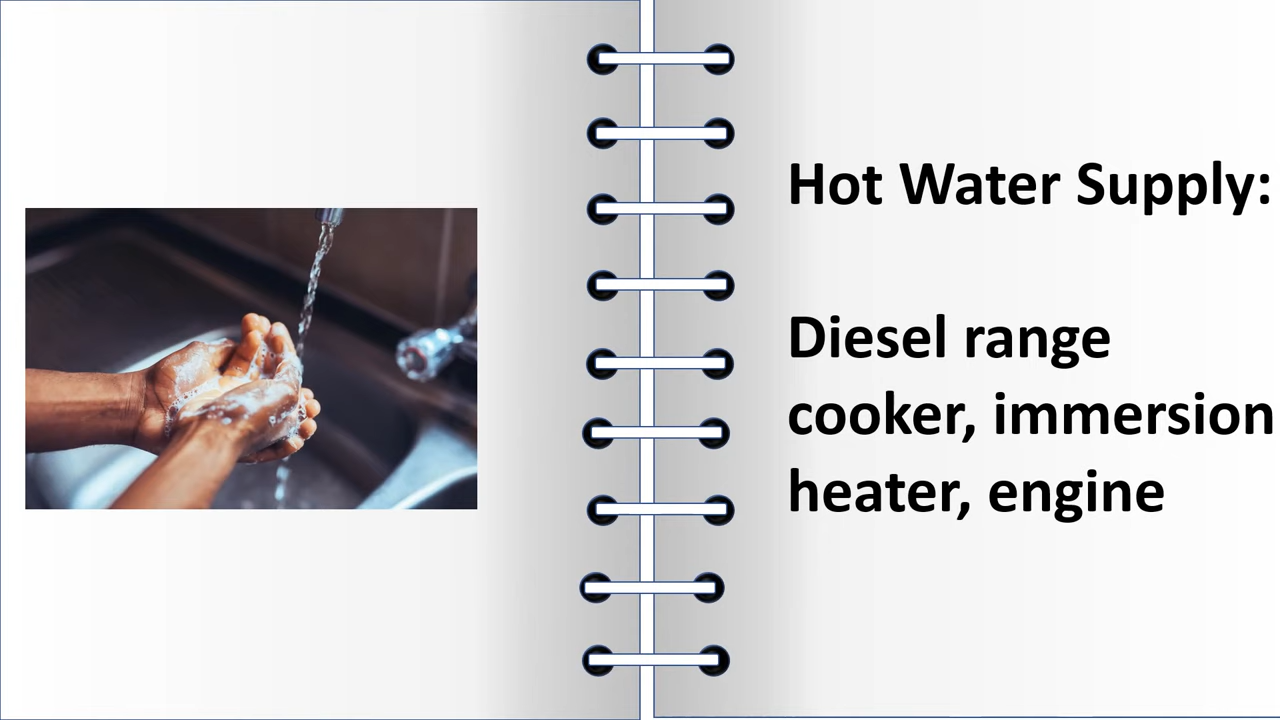 Hot Water Supply:
Diesel range
cooker, immersion
heater, engine